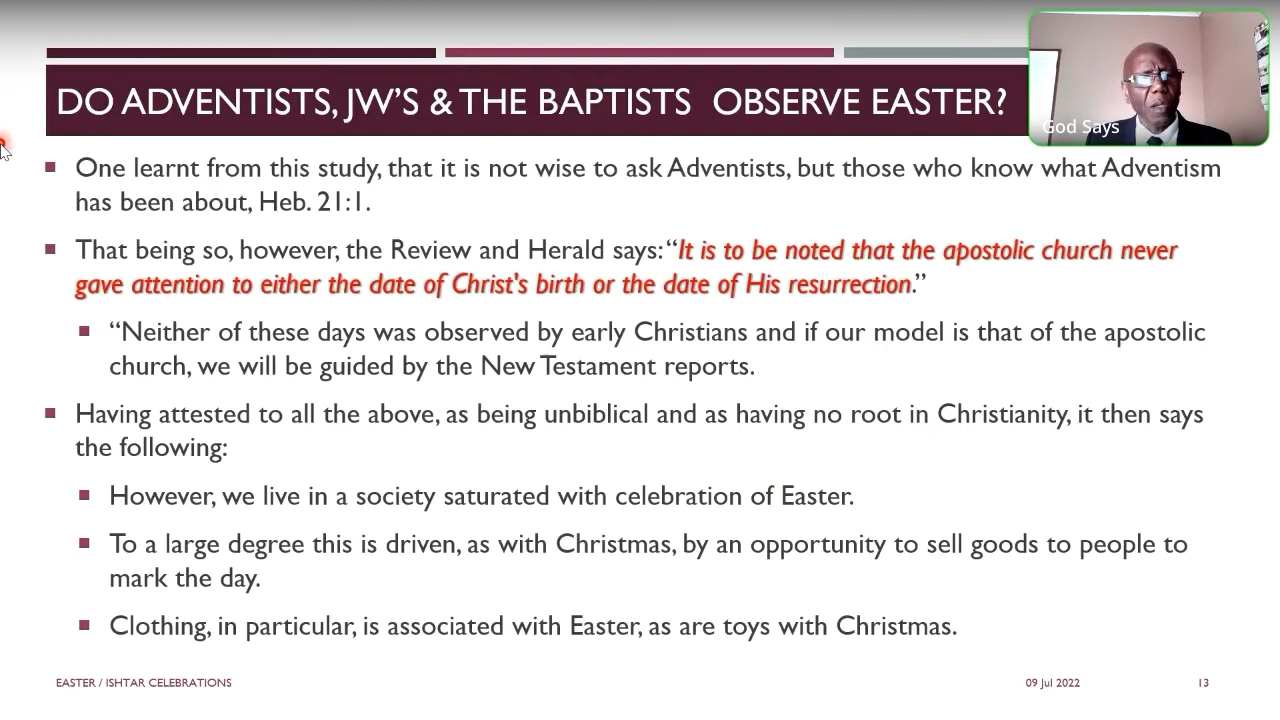 DO ADVENTISTS, JW'S & THE BAPTISTS OBSERVE EASTER?
God Says
One learnt from this study, that it is not wise to ask Adventists, but those who know what Adventism
has been about, Heb. 21:1.
That being so, however, the Review and Herald says: “It is to be noted that the apostolic church never
gave attention to either the date of Christ's birth or the date of His resurrection.”
“Neither of these days was observed by early Christians and if our model is that of the apostolic
church, we will be guided by the New Testament reports.
Having attested to all the above, as being unbiblical and as having no root in Christianity, it then says
the following:
However, we live in a society saturated with celebration of Easter.
To a large degree this is driven, as with Christmas, by an opportunity to sell goods to people to
mark the day.
Clothing, in particular, is associated with Easter, as are toys with Christmas.
EASTER / ISHTAR CELEBRATIONS
09 Jul 2022
13